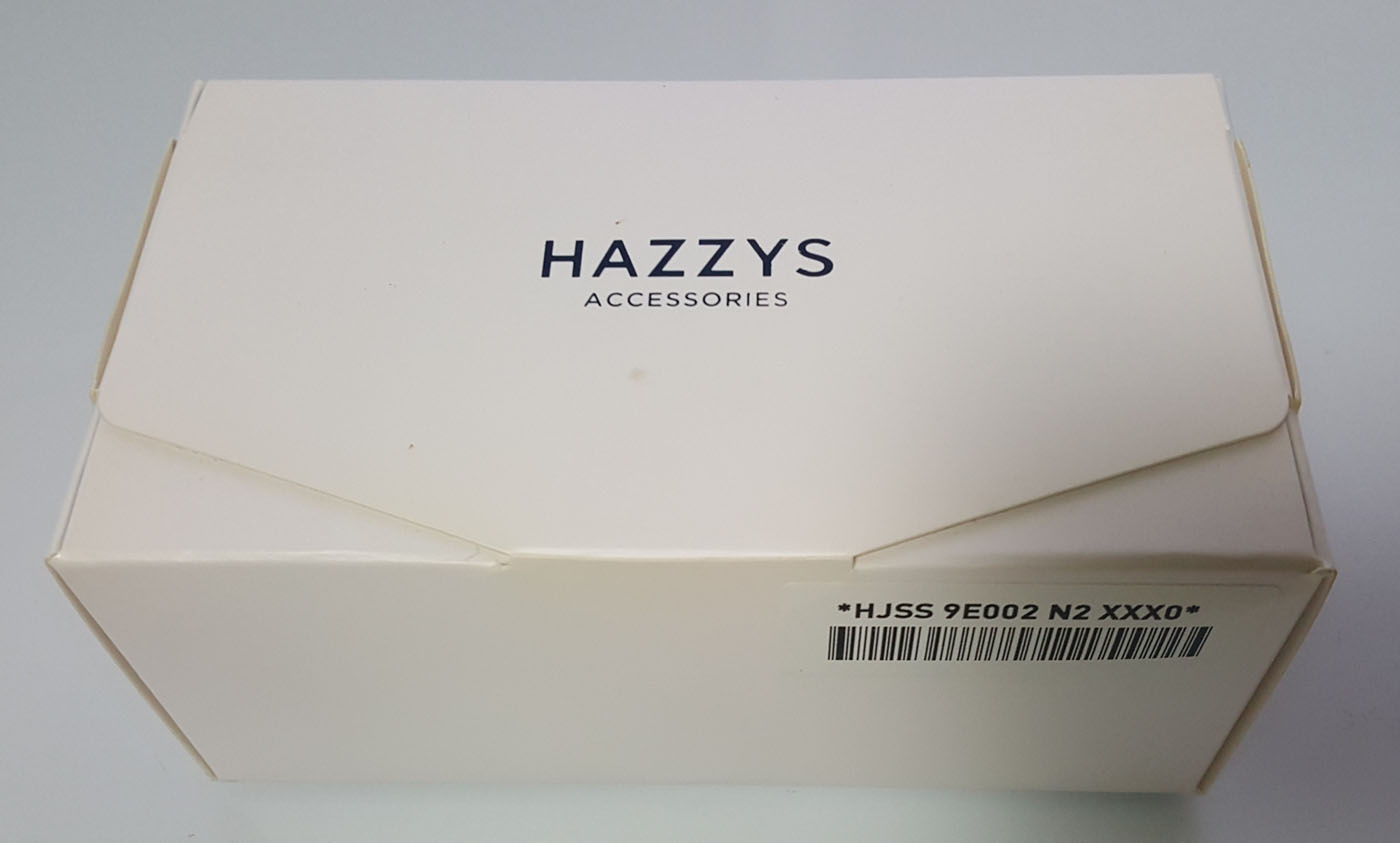 HAZZYS
ACCESSORIES
*HJSS 9E002 N2 XXX0*